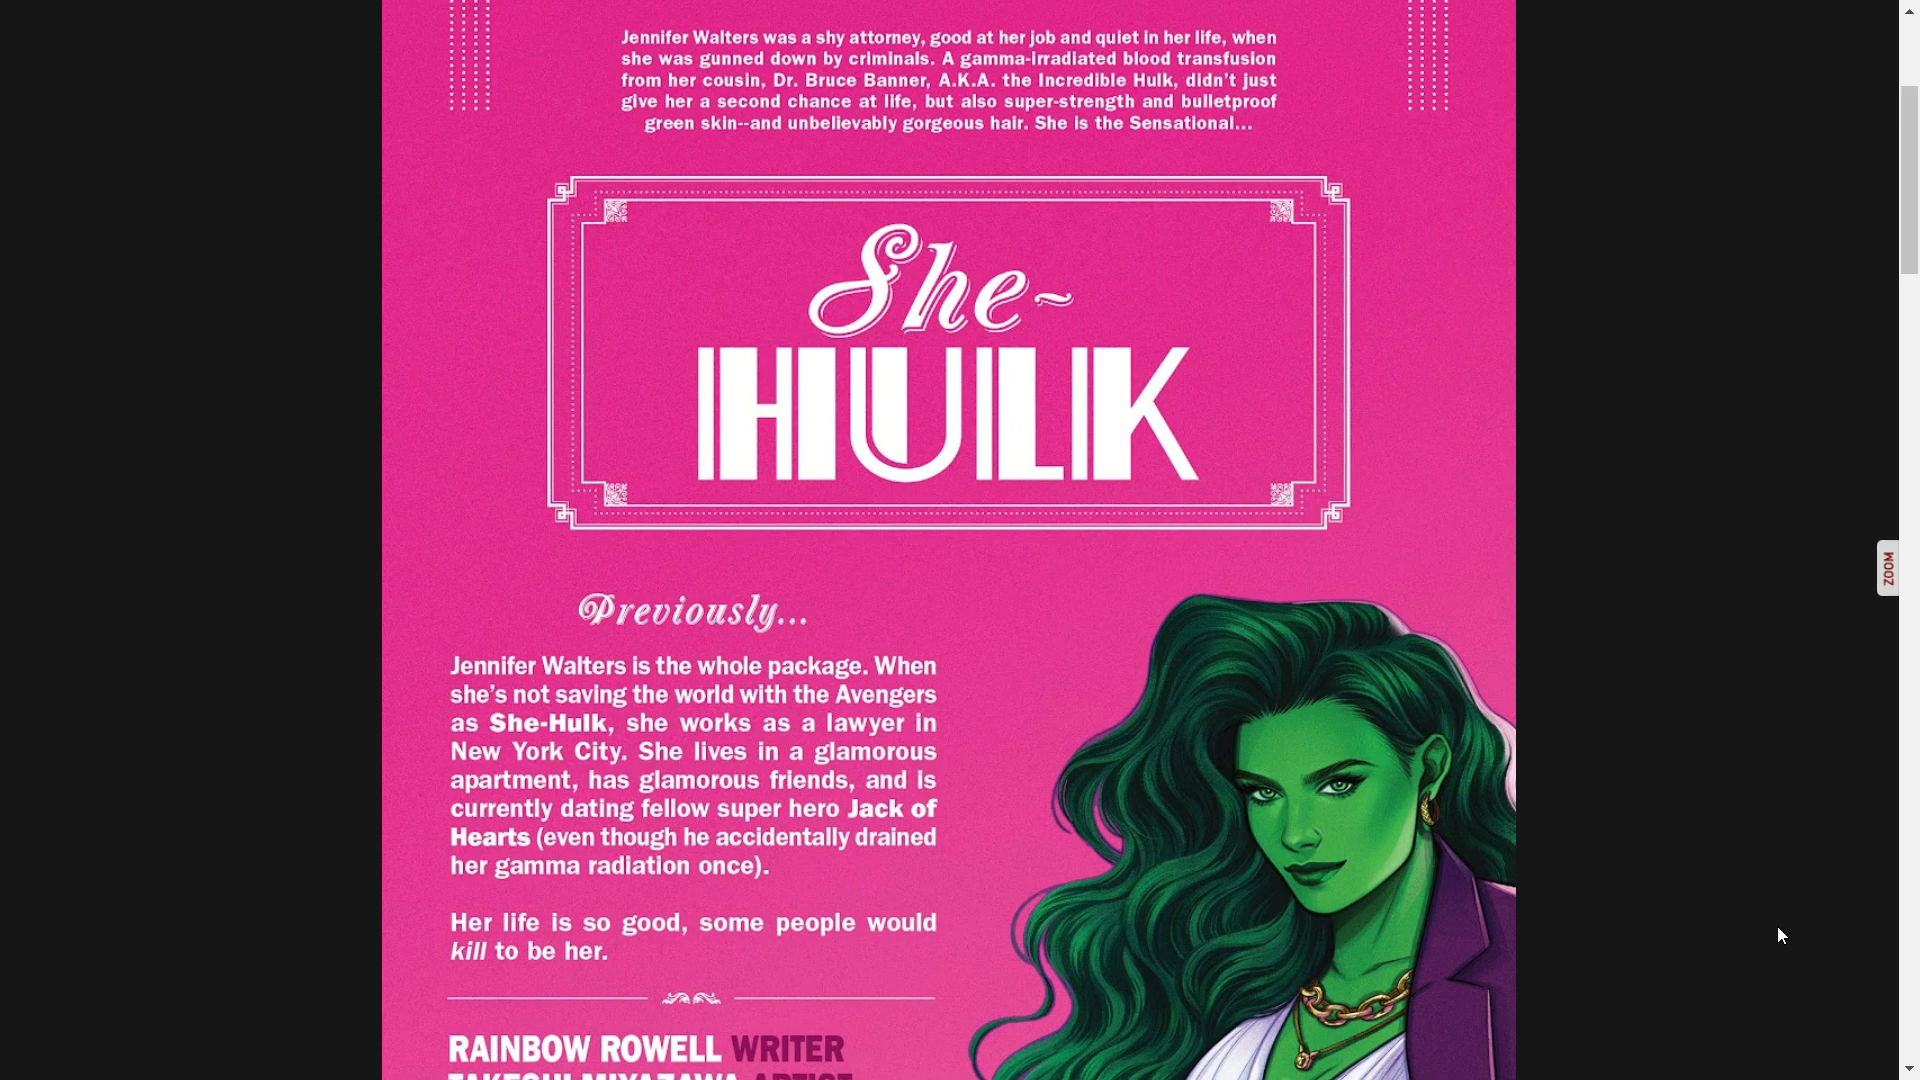 Jennifer Walters was a shy attorney, good at her job and quiet in her life, when
she was gunned down by criminals. A gamma-irradiated blood transfusion
from her cousin, Dr. Bruce Banner, A.K.A. the Incredible Hulk, didn't just
give her a second chance at life, but also super-strength and bulletproof
green skin--and unbelievably gorgeous hair. She is the Sensational...
She-
HULK
Previously...
Jennifer Walters is the whole package. When
she's not saving the world with the Avengers
as She-Hulk, she works as a lawyer in
New York City. She lives in a glamorous
apartment, has glamorous friends, and is
currently dating fellow super hero Jack of
Hearts (even though he accidentally drained
her gamma radiation once).
Her life is so good, some people would
kill to be her.
RAINBOW ROWELL WRITER
TAKESHI MIYAZAWA ARTIST
ZOOM